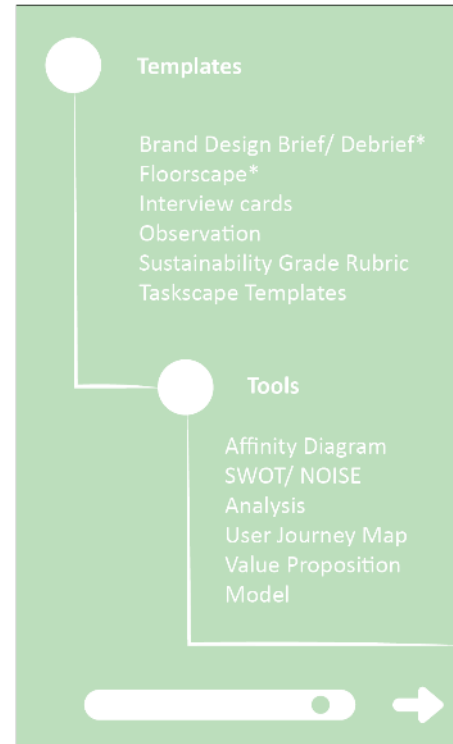 Templates
Brand Design Brief/ Debrief*
Floorscape*
Interview cards
Observation
Sustainability Grade Rubric
Taskscape Templates
Tools
Affinity Diagram
SWOT/ NOISE
Analysis
User Journey Map
Value Proposition
Model